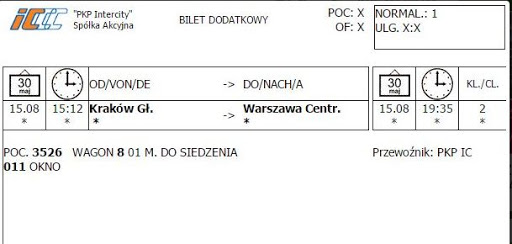 "PKP Intercity"
Spółka Akcyjna
BILET DODATKOWY
POC: X
OF: X
NORMAL.: 1
ULG. X:X
30 maj OD/VON/DE -> DO/NACH/A 30 maj KL./CL.
15.08 15:12 Kraków Gł. -> Warszawa Centr. 15.08 19:35 2
* * * * * * *
POC. 3526 WAGON 8 01 M. DO SIEDZENIA Przewoźnik: PKP IC
011 OKNO